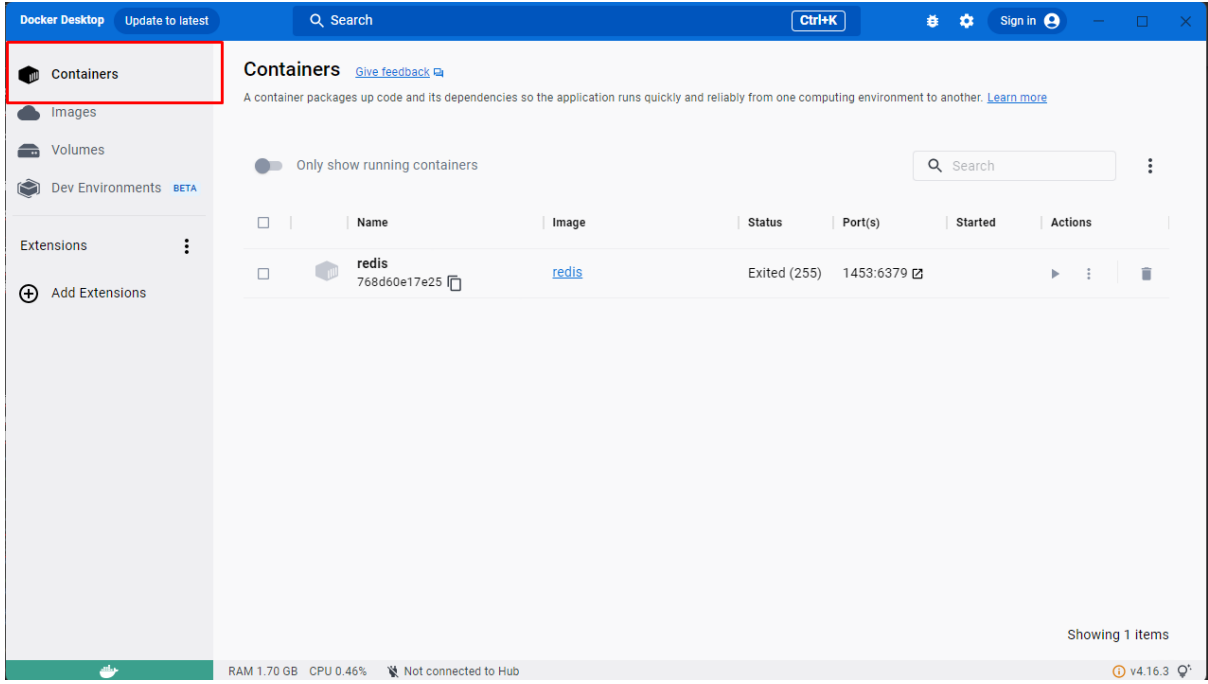 Docker Desktop Update to latest Search Ctrl+K Sign in
Containers
Images
Volumes
Dev Environments BETA
Extensions
Add Extensions
Containers Give feedback
A container packages up code and its dependencies so the application runs quickly and reliably from one computing environment to another. Learn more
Only show running containers Search
Name Image Status Port(s) Started Actions
redis
768d60e17e25 redis Exited (255) 1453:6379
Showing 1 items
RAM 1.70 GB CPU 0.46% Not connected to Hub v4.16.3